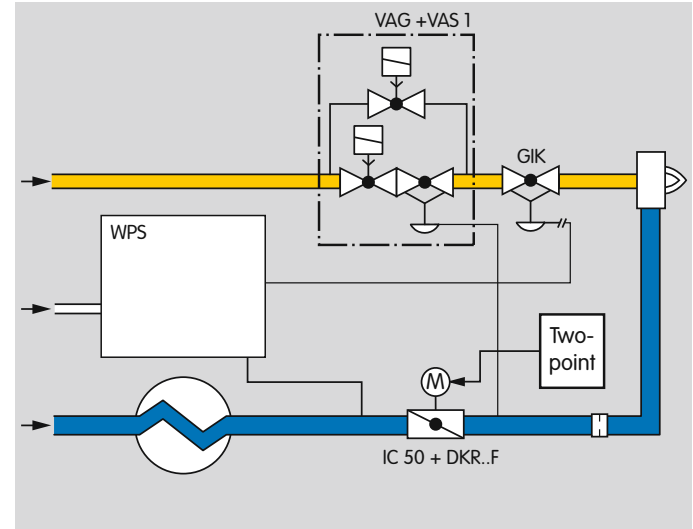 VAG +VAS 1
GIK
WPS
Two-
point
M
IC 50 + DKR..F